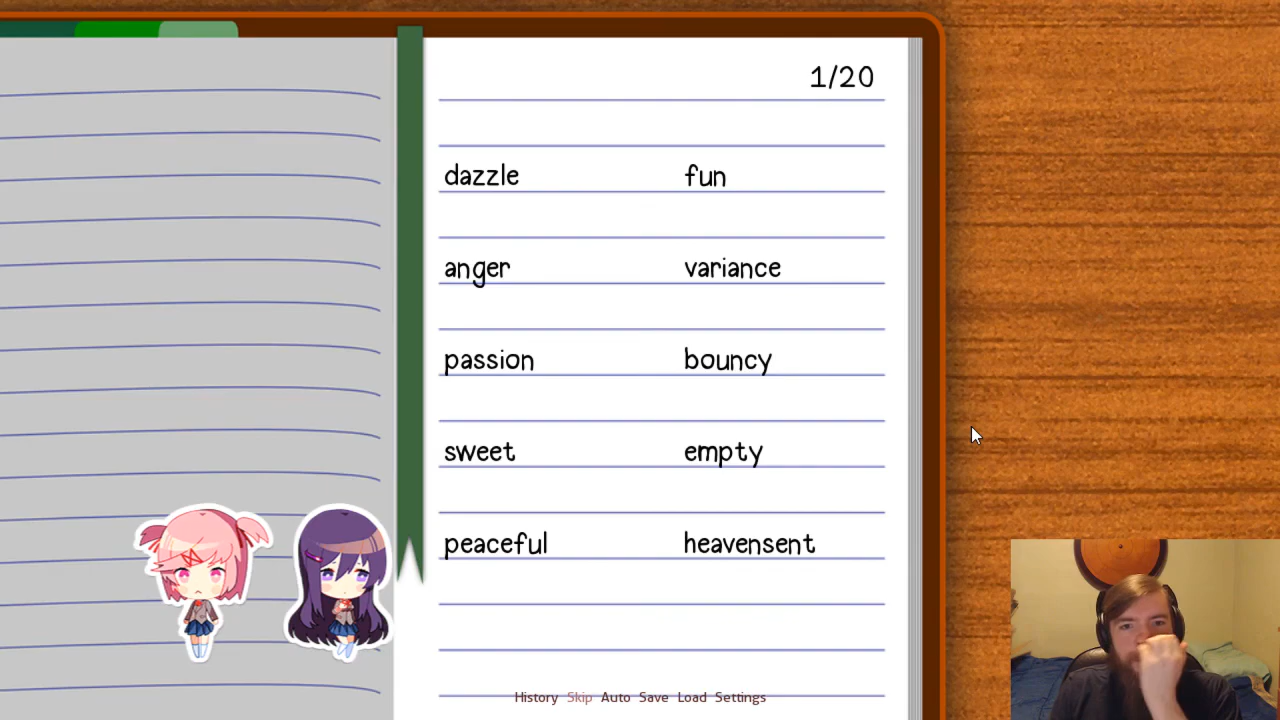 1/20
dazzle fun
anger variance
passion bouncy
sweet empty
peaceful heavensent
History Skip Auto Save Load Settings